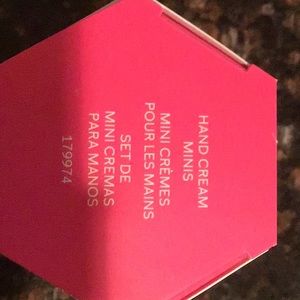 HAND CREAM
MINIS
MINI CRÈMES
POUR LES MAINS
SET DE
MINI CREMAS
PARA MANOS
179974